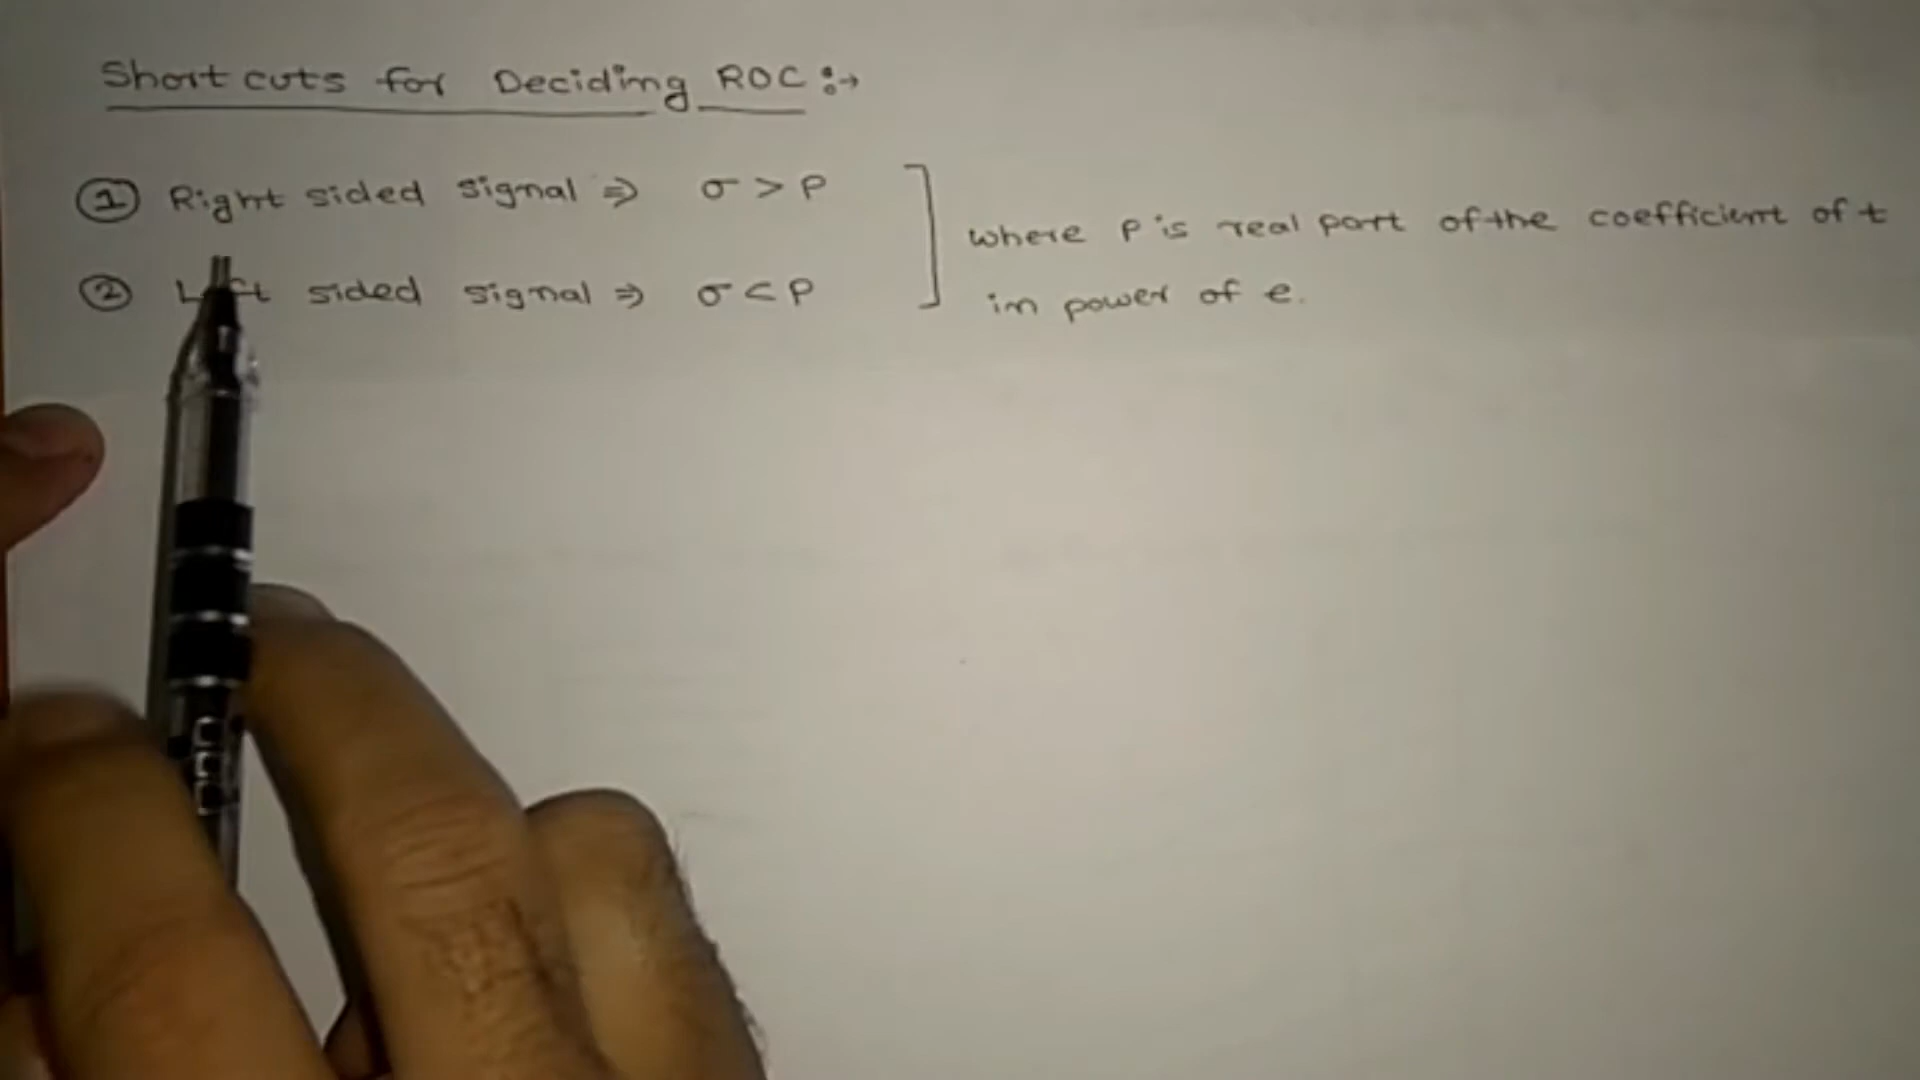 Short cuts for Deciding ROC :→
① Right sided signal ⇒ σ > P
② Left sided signal ⇒ σ < P
where P is real part of the coefficient of t
in power of e.